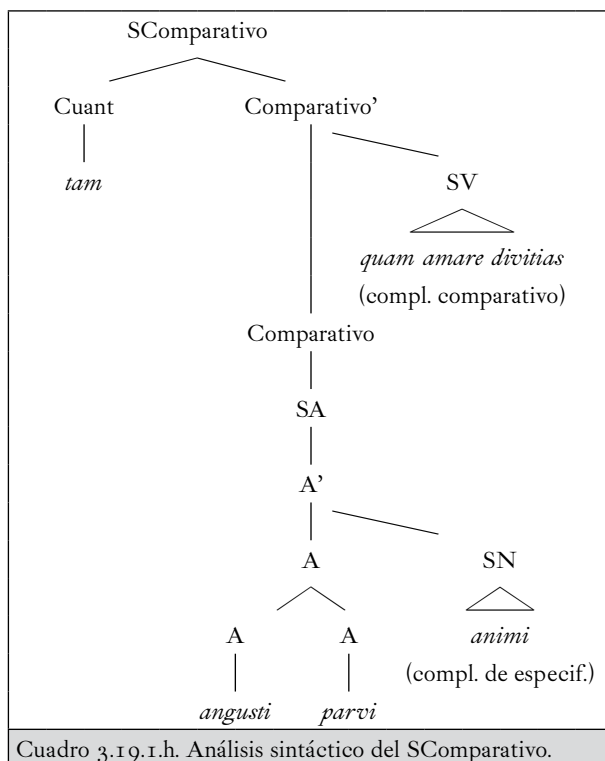 SComparativo
Cuant Comparativo’
tam SV
quam amare divitias
(compl. comparativo)
Comparativo
SA
A’
A SN
A A animi
(compl. de especif.)
angusti parvi
Cuadro 3.19.1.h. Análisis sintáctico del SComparativo.